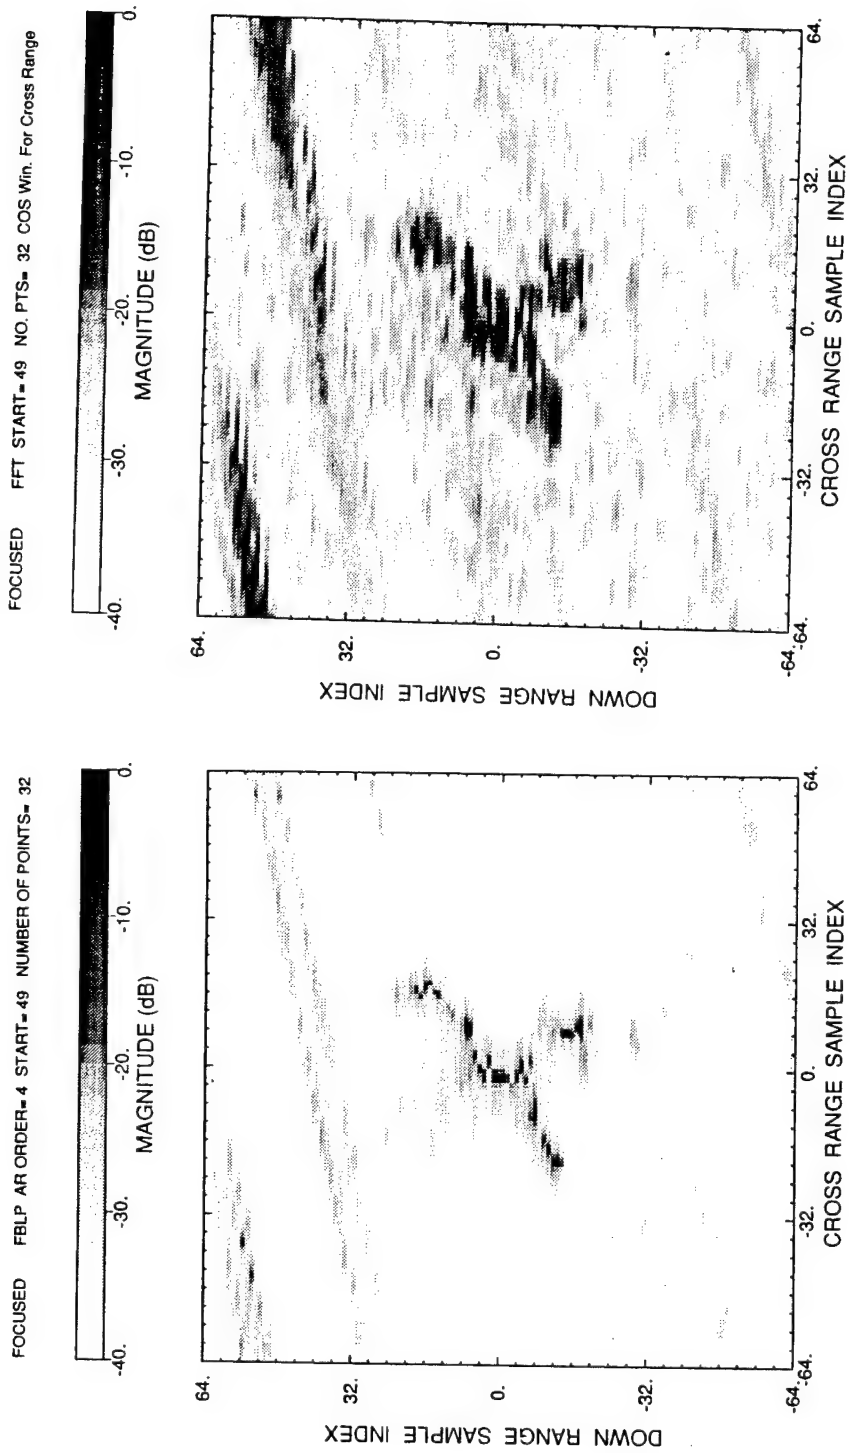 FOCUSED FBLP AR ORDER= 4 START= 49 NUMBER OF POINTS= 32
-40. -30. -20. -10. 0.
MAGNITUDE (dB)
64.
32.
0.
-32.
-64.
DOWN RANGE SAMPLE INDEX
-64. -32. 0. 32. 64.
CROSS RANGE SAMPLE INDEX
FOCUSED FFT START= 49 NO. PTS= 32 COS Win. For Cross Range
-40. -30. -20. -10. 0.
MAGNITUDE (dB)
64.
32.
0.
-32.
-64.
DOWN RANGE SAMPLE INDEX
-64. -32. 0. 32. 64.
CROSS RANGE SAMPLE INDEX